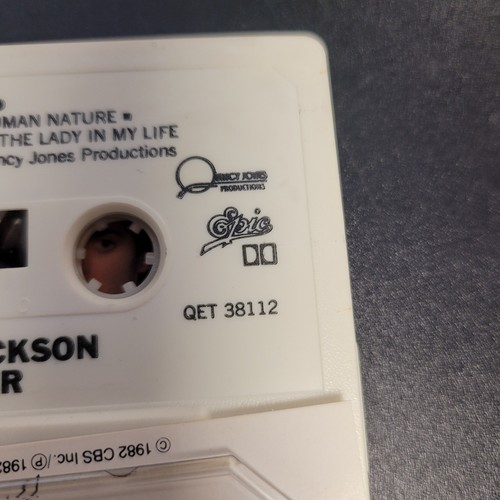 UMAN NATURE ■
THE LADY IN MY LIFE
ncy Jones Productions
QUINCY JONES
PRODUCTIONS
Epic
QET 38112
CKSON
R
© 1982 CBS Inc./Ⓟ 1982